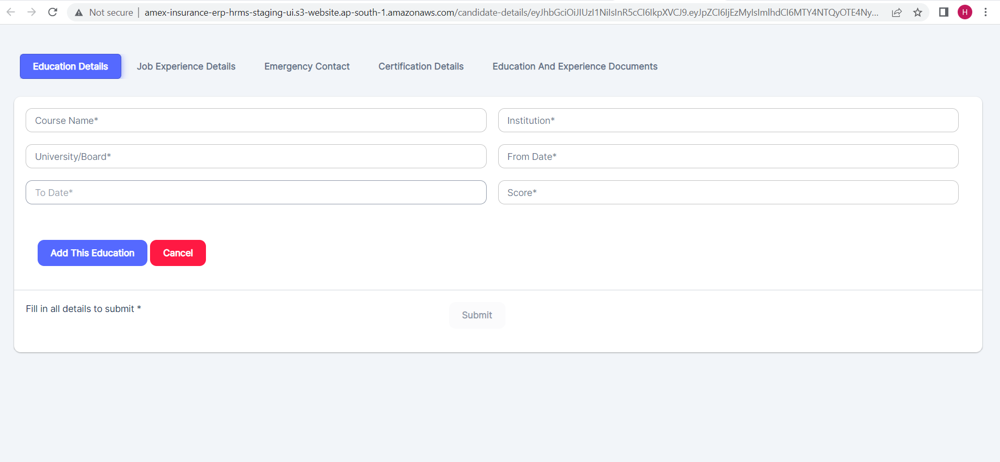 Not secure | amex-insurance-erp-hrms-staging-ui.s3-website.ap-south-1.amazonaws.com/candidate-details/eyJhbGciOiJIUzI1NiIsInR5cCI6IkpXVCJ9.eyJpZCI6IjEzMyIsImlhdCI6MTY4NTQyOTE4Ny... H
Education Details Job Experience Details Emergency Contact Certification Details Education And Experience Documents
Course Name* Institution*
University/Board* From Date*
To Date* Score*
Add This Education Cancel
Fill in all details to submit *
Submit